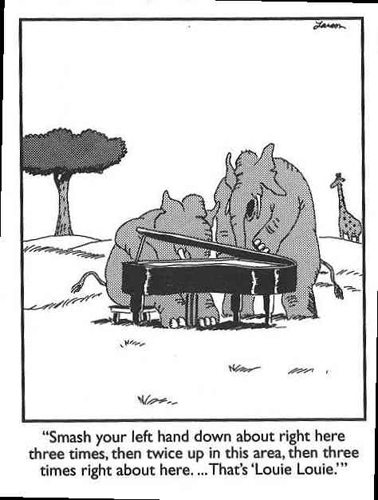 Larson
“Smash your left hand down about right here
three times, then twice up in this area, then three
times right about here. ... That's ‘Louie Louie.’”